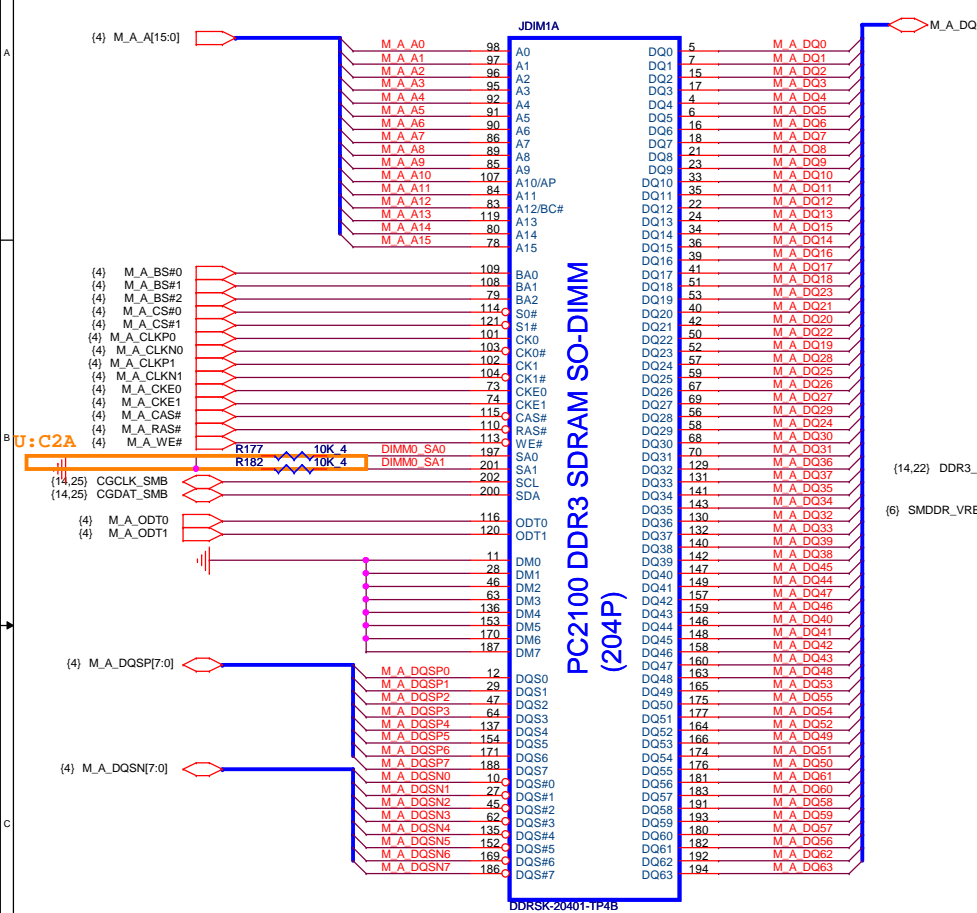 JDIM1A
{4} M_A_A[15:0]
M_A_DQ
A
B
C
M_A_A0 98 A0
M_A_A1 97 A1
M_A_A2 96 A2
M_A_A3 95 A3
M_A_A4 92 A4
M_A_A5 91 A5
M_A_A6 90 A6
M_A_A7 86 A7
M_A_A8 89 A8
M_A_A9 85 A9
M_A_A10 107 A10/AP
M_A_A11 84 A11
M_A_A12 83 A12/BC#
M_A_A13 119 A13
M_A_A14 80 A14
M_A_A15 78 A15
{4} M_A_BS#0 109 BA0
{4} M_A_BS#1 108 BA1
{4} M_A_BS#2 79 BA2
{4} M_A_CS#0 114 S0#
{4} M_A_CS#1 121 S1#
{4} M_A_CLKP0 101 CK0
{4} M_A_CLKN0 103 CK0#
{4} M_A_CLKP1 102 CK1
{4} M_A_CLKN1 104 CK1#
{4} M_A_CKE0 73 CKE0
{4} M_A_CKE1 74 CKE1
{4} M_A_CAS# 115 CAS#
{4} M_A_RAS# 110 RAS#
{4} M_A_WE# 113 WE#
U:C2A
R177 10K_4 DIMM0_SA0 197 SA0
R182 10K_4 DIMM0_SA1 201 SA1
{14,25} CGCLK_SMB 202 SCL
{14,25} CGDAT_SMB 200 SDA
{4} M_A_ODT0 116 ODT0
{4} M_A_ODT1 120 ODT1
11 DM0
28 DM1
46 DM2
63 DM3
136 DM4
153 DM5
170 DM6
187 DM7
{4} M_A_DQSP[7:0]
M_A_DQSP0 12 DQS0
M_A_DQSP1 29 DQS1
M_A_DQSP2 47 DQS2
M_A_DQSP3 64 DQS3
M_A_DQSP4 137 DQS4
M_A_DQSP5 154 DQS5
M_A_DQSP6 171 DQS6
M_A_DQSP7 188 DQS7
{4} M_A_DQSN[7:0]
M_A_DQSN0 10 DQS#0
M_A_DQSN1 27 DQS#1
M_A_DQSN2 45 DQS#2
M_A_DQSN3 62 DQS#3
M_A_DQSN4 135 DQS#4
M_A_DQSN5 152 DQS#5
M_A_DQSN6 169 DQS#6
M_A_DQSN7 186 DQS#7
PC2100 DDR3 SDRAM SO-DIMM
(204P)
DQ0 5 M_A_DQ0
DQ1 7 M_A_DQ1
DQ2 15 M_A_DQ2
DQ3 17 M_A_DQ3
DQ4 4 M_A_DQ4
DQ5 6 M_A_DQ5
DQ6 16 M_A_DQ6
DQ7 18 M_A_DQ7
DQ8 21 M_A_DQ8
DQ9 23 M_A_DQ9
DQ10 33 M_A_DQ10
DQ11 35 M_A_DQ11
DQ12 22 M_A_DQ12
DQ13 24 M_A_DQ13
DQ14 34 M_A_DQ15
DQ15 36 M_A_DQ14
DQ16 39 M_A_DQ16
DQ17 41 M_A_DQ17
DQ18 51 M_A_DQ18
DQ19 53 M_A_DQ23
DQ20 40 M_A_DQ21
DQ21 42 M_A_DQ20
DQ22 50 M_A_DQ22
DQ23 52 M_A_DQ19
DQ24 57 M_A_DQ28
DQ25 59 M_A_DQ25
DQ26 67 M_A_DQ26
DQ27 69 M_A_DQ27
DQ28 56 M_A_DQ29
DQ29 58 M_A_DQ24
DQ30 68 M_A_DQ30
DQ31 70 M_A_DQ31
DQ32 129 M_A_DQ36
DQ33 131 M_A_DQ37
DQ34 141 M_A_DQ35
DQ35 143 M_A_DQ34
DQ36 130 M_A_DQ32
DQ37 132 M_A_DQ33
DQ38 140 M_A_DQ39
DQ39 142 M_A_DQ38
DQ40 147 M_A_DQ45
DQ41 149 M_A_DQ44
DQ42 157 M_A_DQ47
DQ43 159 M_A_DQ46
DQ44 146 M_A_DQ40
DQ45 148 M_A_DQ41
DQ46 158 M_A_DQ42
DQ47 160 M_A_DQ43
DQ48 163 M_A_DQ48
DQ49 165 M_A_DQ53
DQ50 175 M_A_DQ55
DQ51 177 M_A_DQ54
DQ52 164 M_A_DQ52
DQ53 166 M_A_DQ49
DQ54 174 M_A_DQ51
DQ55 176 M_A_DQ50
DQ56 181 M_A_DQ61
DQ57 183 M_A_DQ60
DQ58 191 M_A_DQ58
DQ59 193 M_A_DQ59
DQ60 180 M_A_DQ57
DQ61 182 M_A_DQ56
DQ62 192 M_A_DQ62
DQ63 194 M_A_DQ63
{14,22} DDR3_
{6} SMDDR_VRE
DDRSK-20401-TP4B